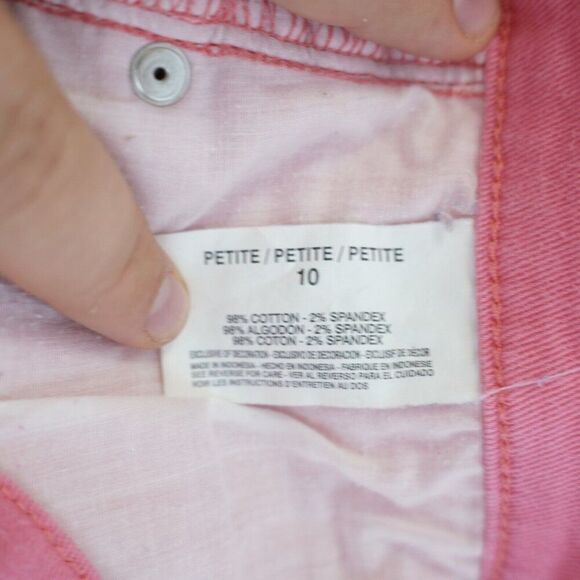 PETITE / PETITE / PETITE
10
98% COTTON - 2% SPANDEX
98% ALGODON - 2% SPANDEX
98% COTON - 2% SPANDEX
EXCLUSIVE OF DECORATION - EXCLUSIVO DE DECORACION - EXCLUSIF DE DÉCOR
MADE IN INDONESIA - HECHO EN INDONESIA - FABRIQUE EN INDONESIE
SEE REVERSE FOR CARE - VER AL REVERSO PARA EL CUIDADO
VOIR LES INSTRUCTIONS D'ENTRETIEN AU DOS